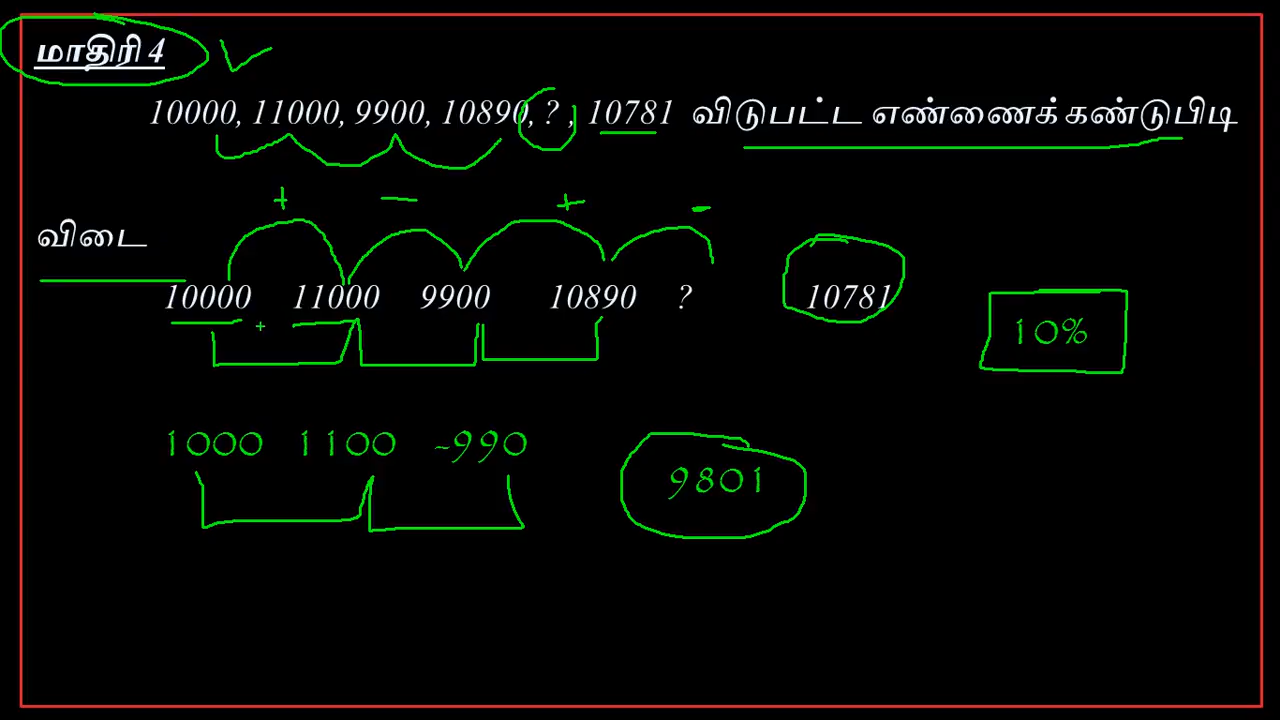 மாதிரி 4
10000, 11000, 9900, 10890, ? , 10781 விடுபட்ட எண்ணைக் கண்டுபிடி
+ − + -
விடை
10000 11000 9900 10890 ? 10781
+
10%
1000 1100 -990
9801